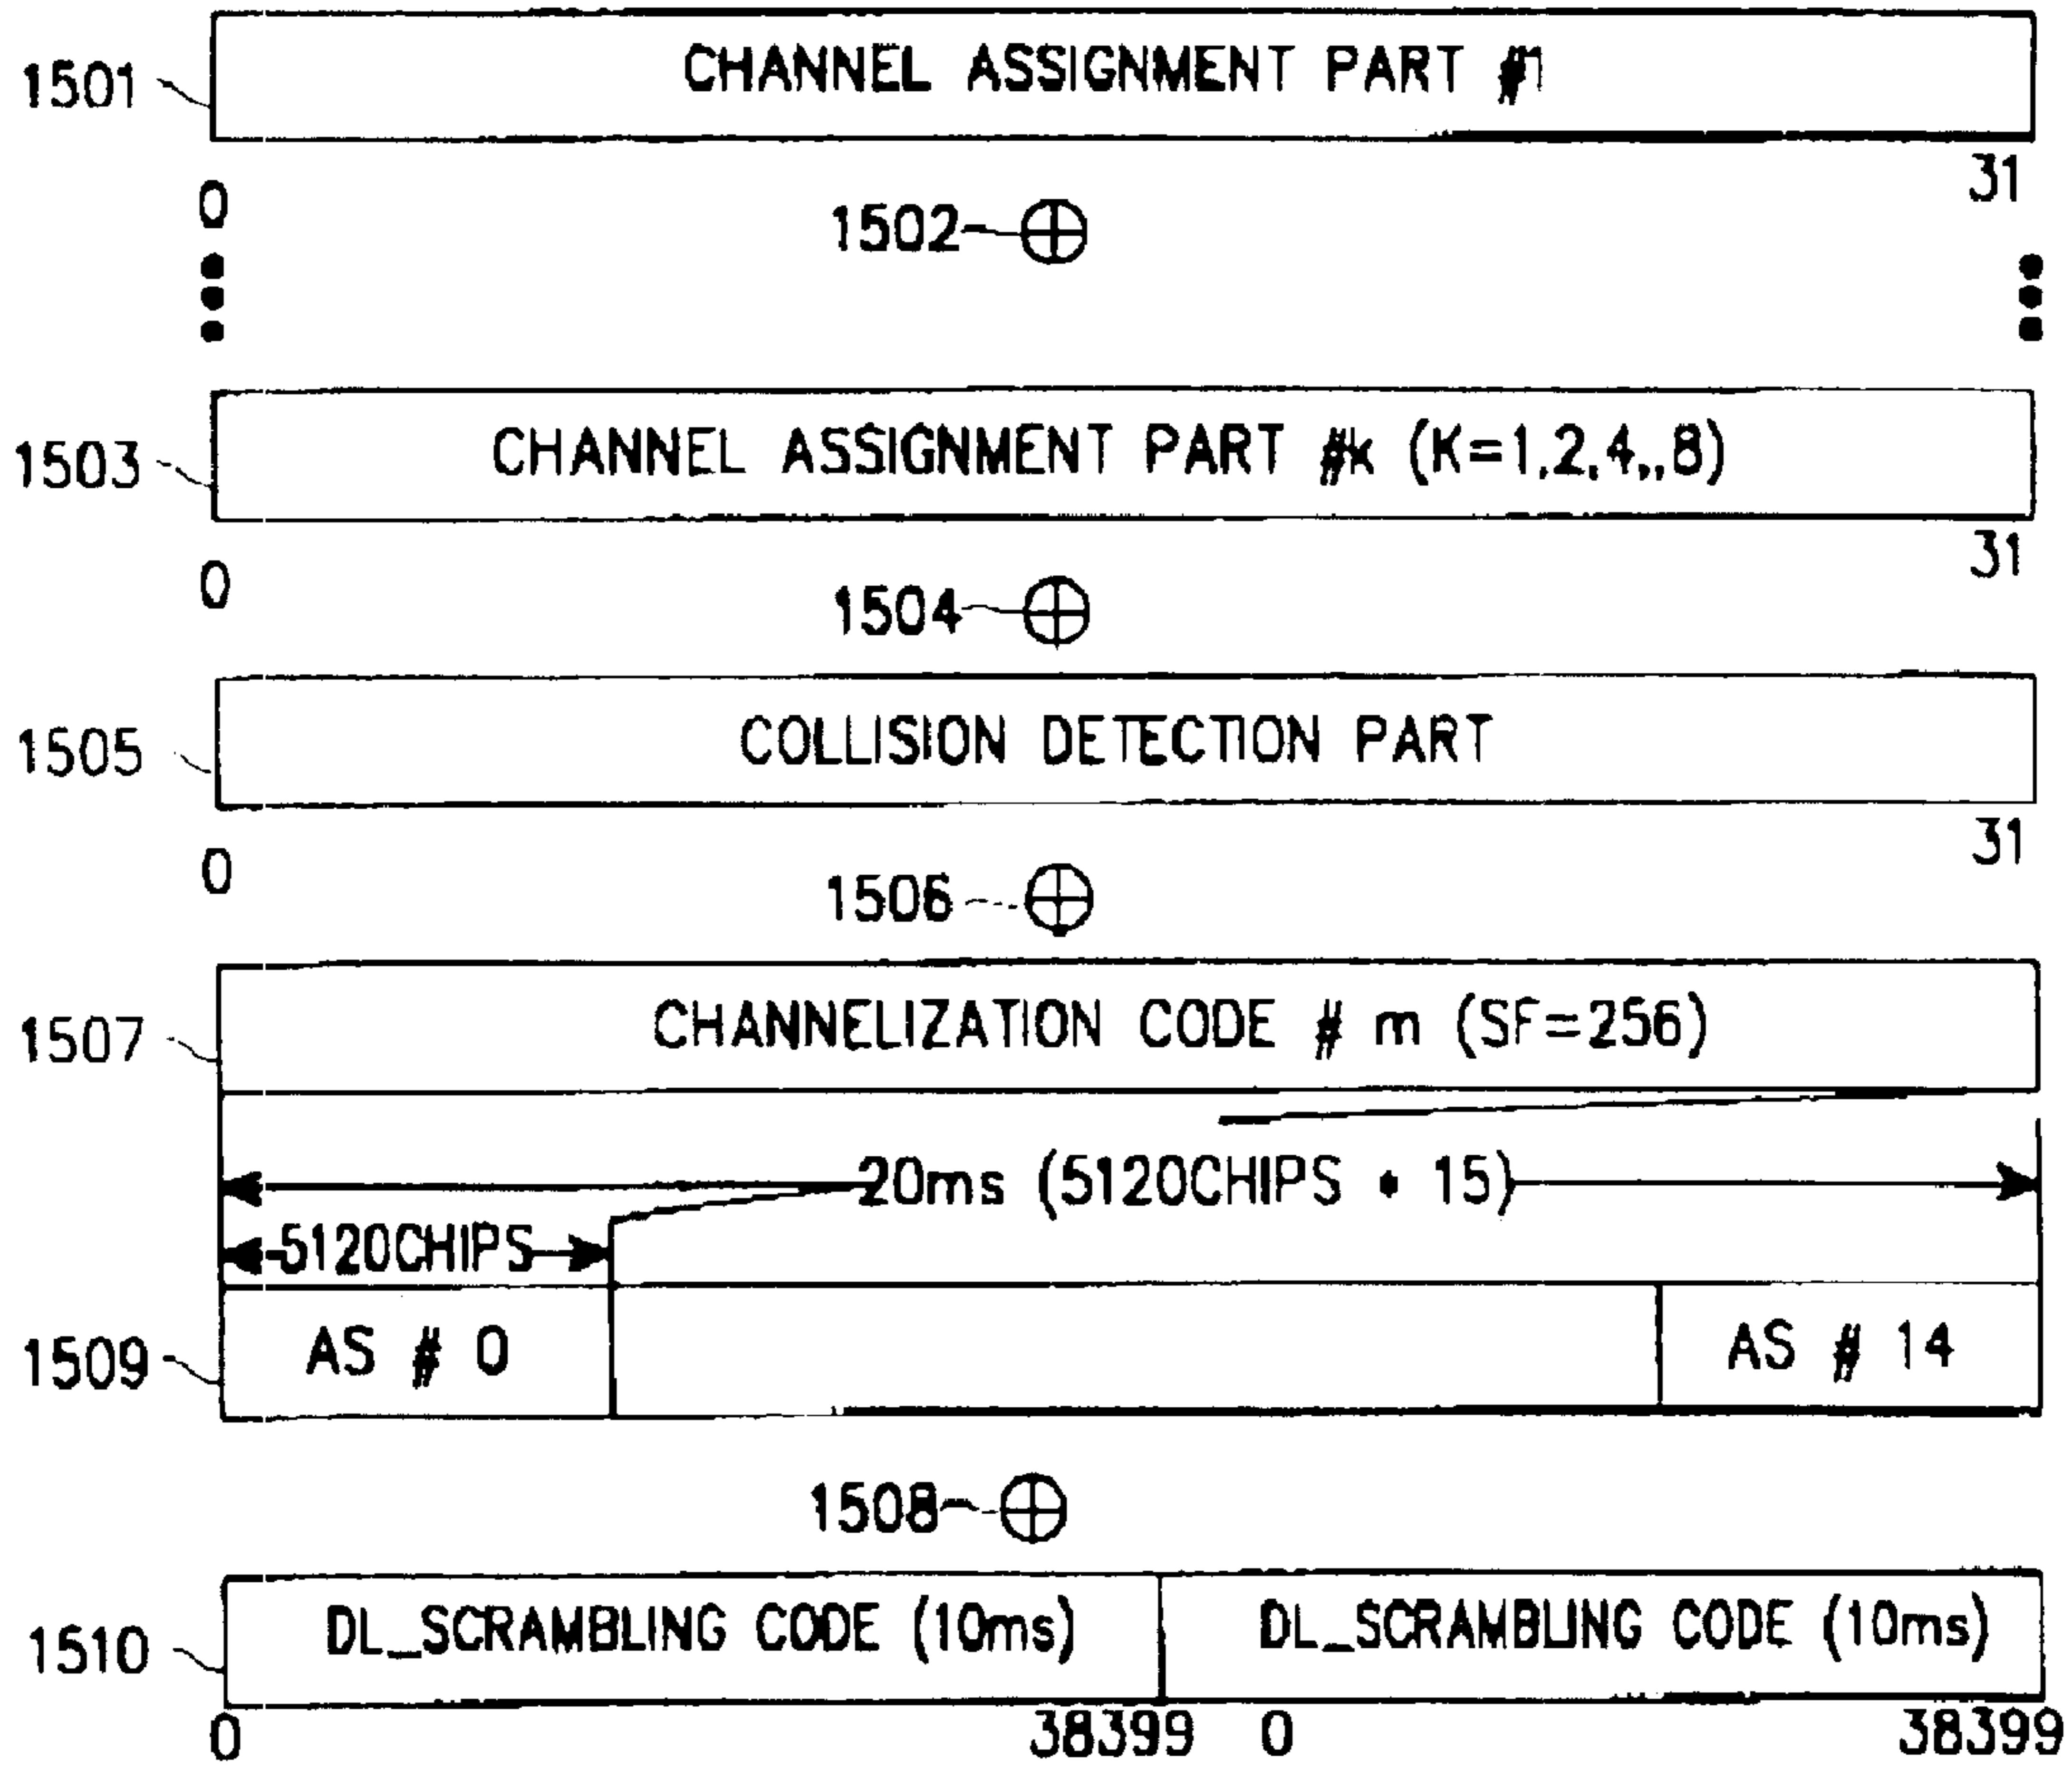 CHANNEL ASSIGNMENT PART #1
1501
0 31
1502
CHANNEL ASSIGNMENT PART #k (K=1,2,4,,8)
1503
0 31
1504
COLLISION DETECTION PART
1505
0 31
1506
CHANNELIZATION CODE # m (SF=256)
1507
20ms (5120CHIPS • 15)
5120CHIPS
1509 AS # 0 AS # 14
1508
DL_SCRAMBLING CODE (10ms) DL_SCRAMBLING CODE (10ms)
1510
0 38399 0 38399